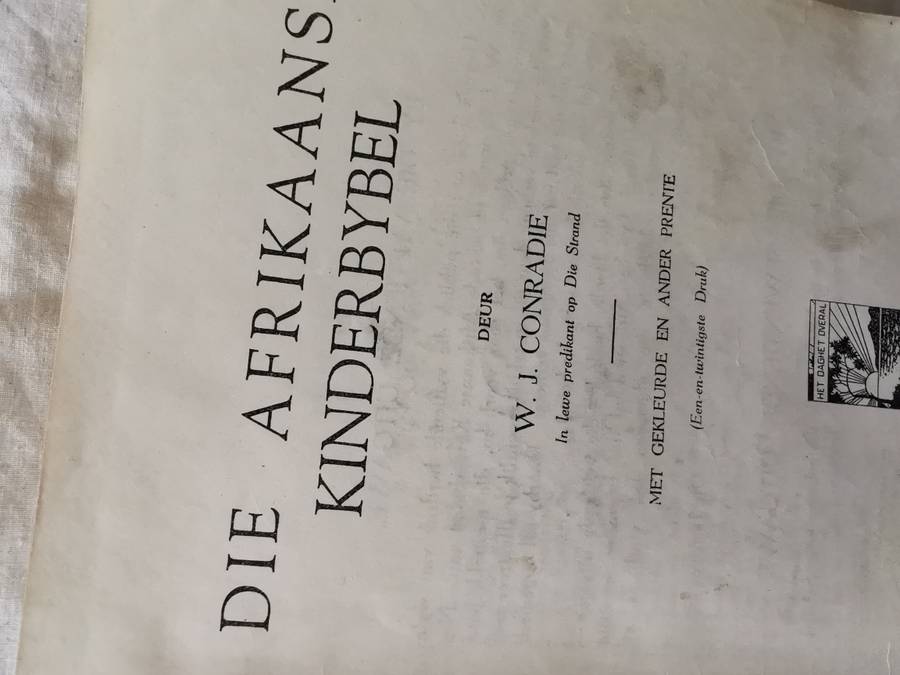 DIE AFRIKAANS
KINDERBYBEL
DEUR
W. J. CONRADIE
In lewe predikant op Die Strand
MET GEKLEURDE EN ANDER PRENTE
(Een-en-twintigste Druk)
HET DAGHET OVERAL